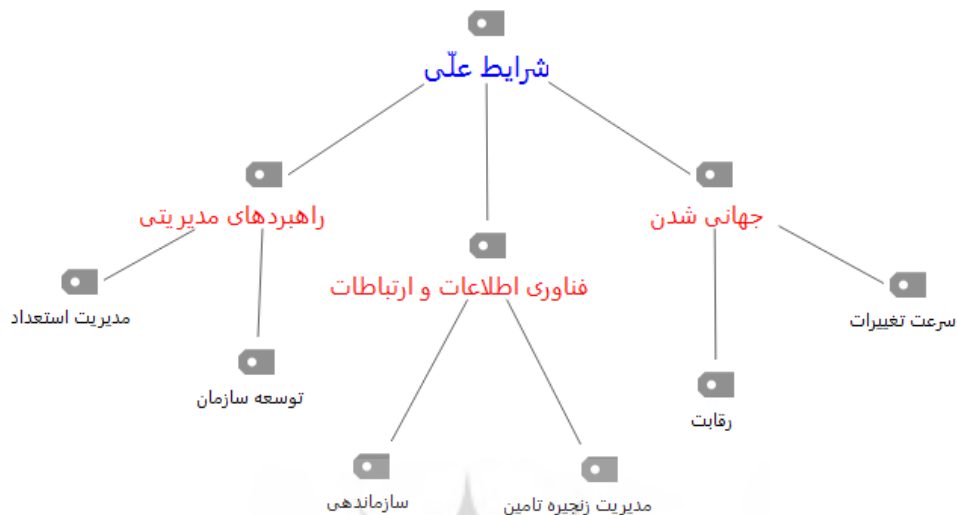 شرایط علّی
جهانی شدن
راهبردهای مدیریتی
فناوری اطلاعات و ارتباطات
سرعت تغییرات
مدیریت استعداد
توسعه سازمان
رقابت
مدیریت زنجیره تامین
سازماندهی